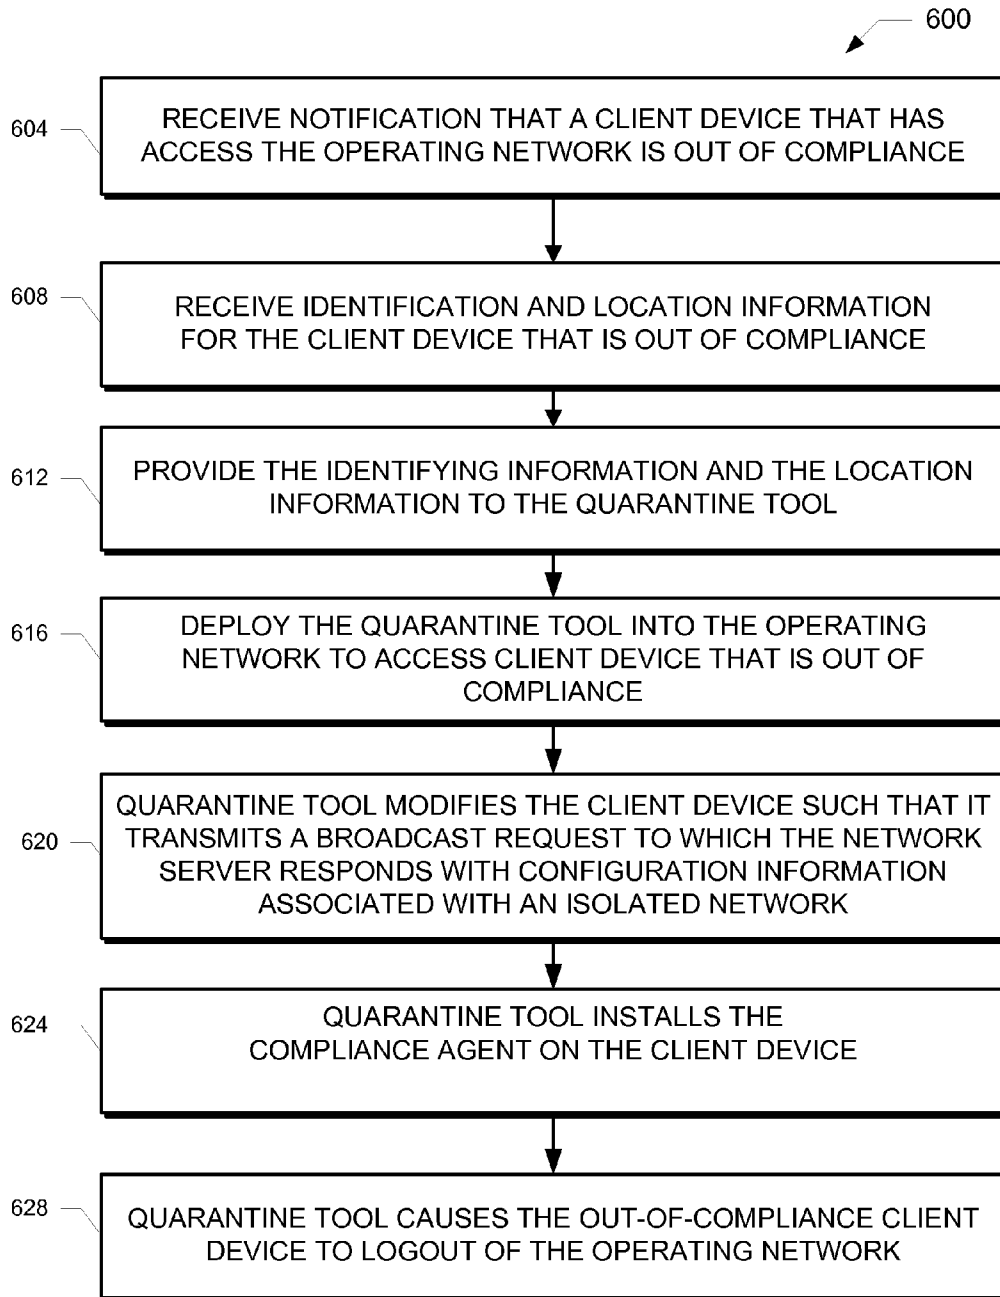 600
604
RECEIVE NOTIFICATION THAT A CLIENT DEVICE THAT HAS
ACCESS THE OPERATING NETWORK IS OUT OF COMPLIANCE
608
RECEIVE IDENTIFICATION AND LOCATION INFORMATION
FOR THE CLIENT DEVICE THAT IS OUT OF COMPLIANCE
612
PROVIDE THE IDENTIFYING INFORMATION AND THE LOCATION
INFORMATION TO THE QUARANTINE TOOL
616
DEPLOY THE QUARANTINE TOOL INTO THE OPERATING
NETWORK TO ACCESS CLIENT DEVICE THAT IS OUT OF
COMPLIANCE
620
QUARANTINE TOOL MODIFIES THE CLIENT DEVICE SUCH THAT IT
TRANSMITS A BROADCAST REQUEST TO WHICH THE NETWORK
SERVER RESPONDS WITH CONFIGURATION INFORMATION
ASSOCIATED WITH AN ISOLATED NETWORK
624
QUARANTINE TOOL INSTALLS THE
COMPLIANCE AGENT ON THE CLIENT DEVICE
628
QUARANTINE TOOL CAUSES THE OUT-OF-COMPLIANCE CLIENT
DEVICE TO LOGOUT OF THE OPERATING NETWORK